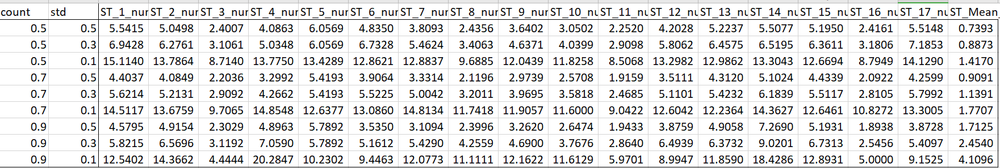 count std ST_1_nur ST_2_nur ST_3_nur ST_4_nur ST_5_nur ST_6_nur ST_7_nur ST_8_nur ST_9_nur ST_10_nu ST_11_nu ST_12_nu ST_13_nu ST_14_nu ST_15_nu ST_16_nu ST_17_nu ST_Mean
0.5 0.5 5.5415 5.0498 2.4007 4.0863 6.0569 4.8350 3.8093 2.4356 3.6402 3.0502 2.2520 4.2028 5.2237 5.5077 5.1950 2.4161 5.5148 0.7393
0.5 0.3 6.9428 6.2761 3.1061 5.0348 6.0569 6.7328 5.4624 3.4063 4.6371 4.0399 2.9098 5.8062 6.4575 6.5195 6.3611 3.1806 7.1853 0.8873
0.5 0.1 15.1140 13.7864 8.7140 13.7750 13.4289 12.8621 12.8837 9.6885 12.0439 11.8258 8.5068 13.2982 12.9862 13.3043 12.6694 8.7949 14.1290 1.4170
0.7 0.5 4.4037 4.0849 2.2036 3.2992 5.4193 3.9064 3.3314 2.1196 2.9739 2.5708 1.9159 3.5111 4.3120 5.1024 4.4339 2.0922 4.2599 0.9091
0.7 0.3 5.6214 5.2131 2.9092 4.2662 5.4193 5.5225 5.0042 3.2011 3.9695 3.5818 2.4685 5.1101 5.4232 6.1839 5.5117 2.8105 5.7992 1.1391
0.7 0.1 14.5117 13.6759 9.7065 14.8548 12.6377 13.0860 14.8134 11.7418 11.9057 11.6000 9.0422 12.6042 12.2364 14.3627 12.6461 10.8272 13.3005 1.7707
0.9 0.5 4.5795 4.9154 2.3029 4.8963 5.7892 3.5350 3.1094 2.3996 3.2620 2.6474 1.9433 3.8759 4.9058 7.2690 5.1931 1.8938 3.8728 1.7125
0.9 0.3 5.8215 6.5696 3.1192 7.0590 5.7892 5.1612 5.4290 4.2559 4.6900 3.7676 2.8640 6.4939 6.3732 9.0201 6.7313 2.5456 5.4097 2.4540
0.9 0.1 12.5402 14.3662 4.4444 20.2847 10.2302 9.4463 12.0773 11.1111 12.1622 11.6129 5.9701 8.9947 11.8590 18.4286 12.8931 5.0000 9.1525 4.1096